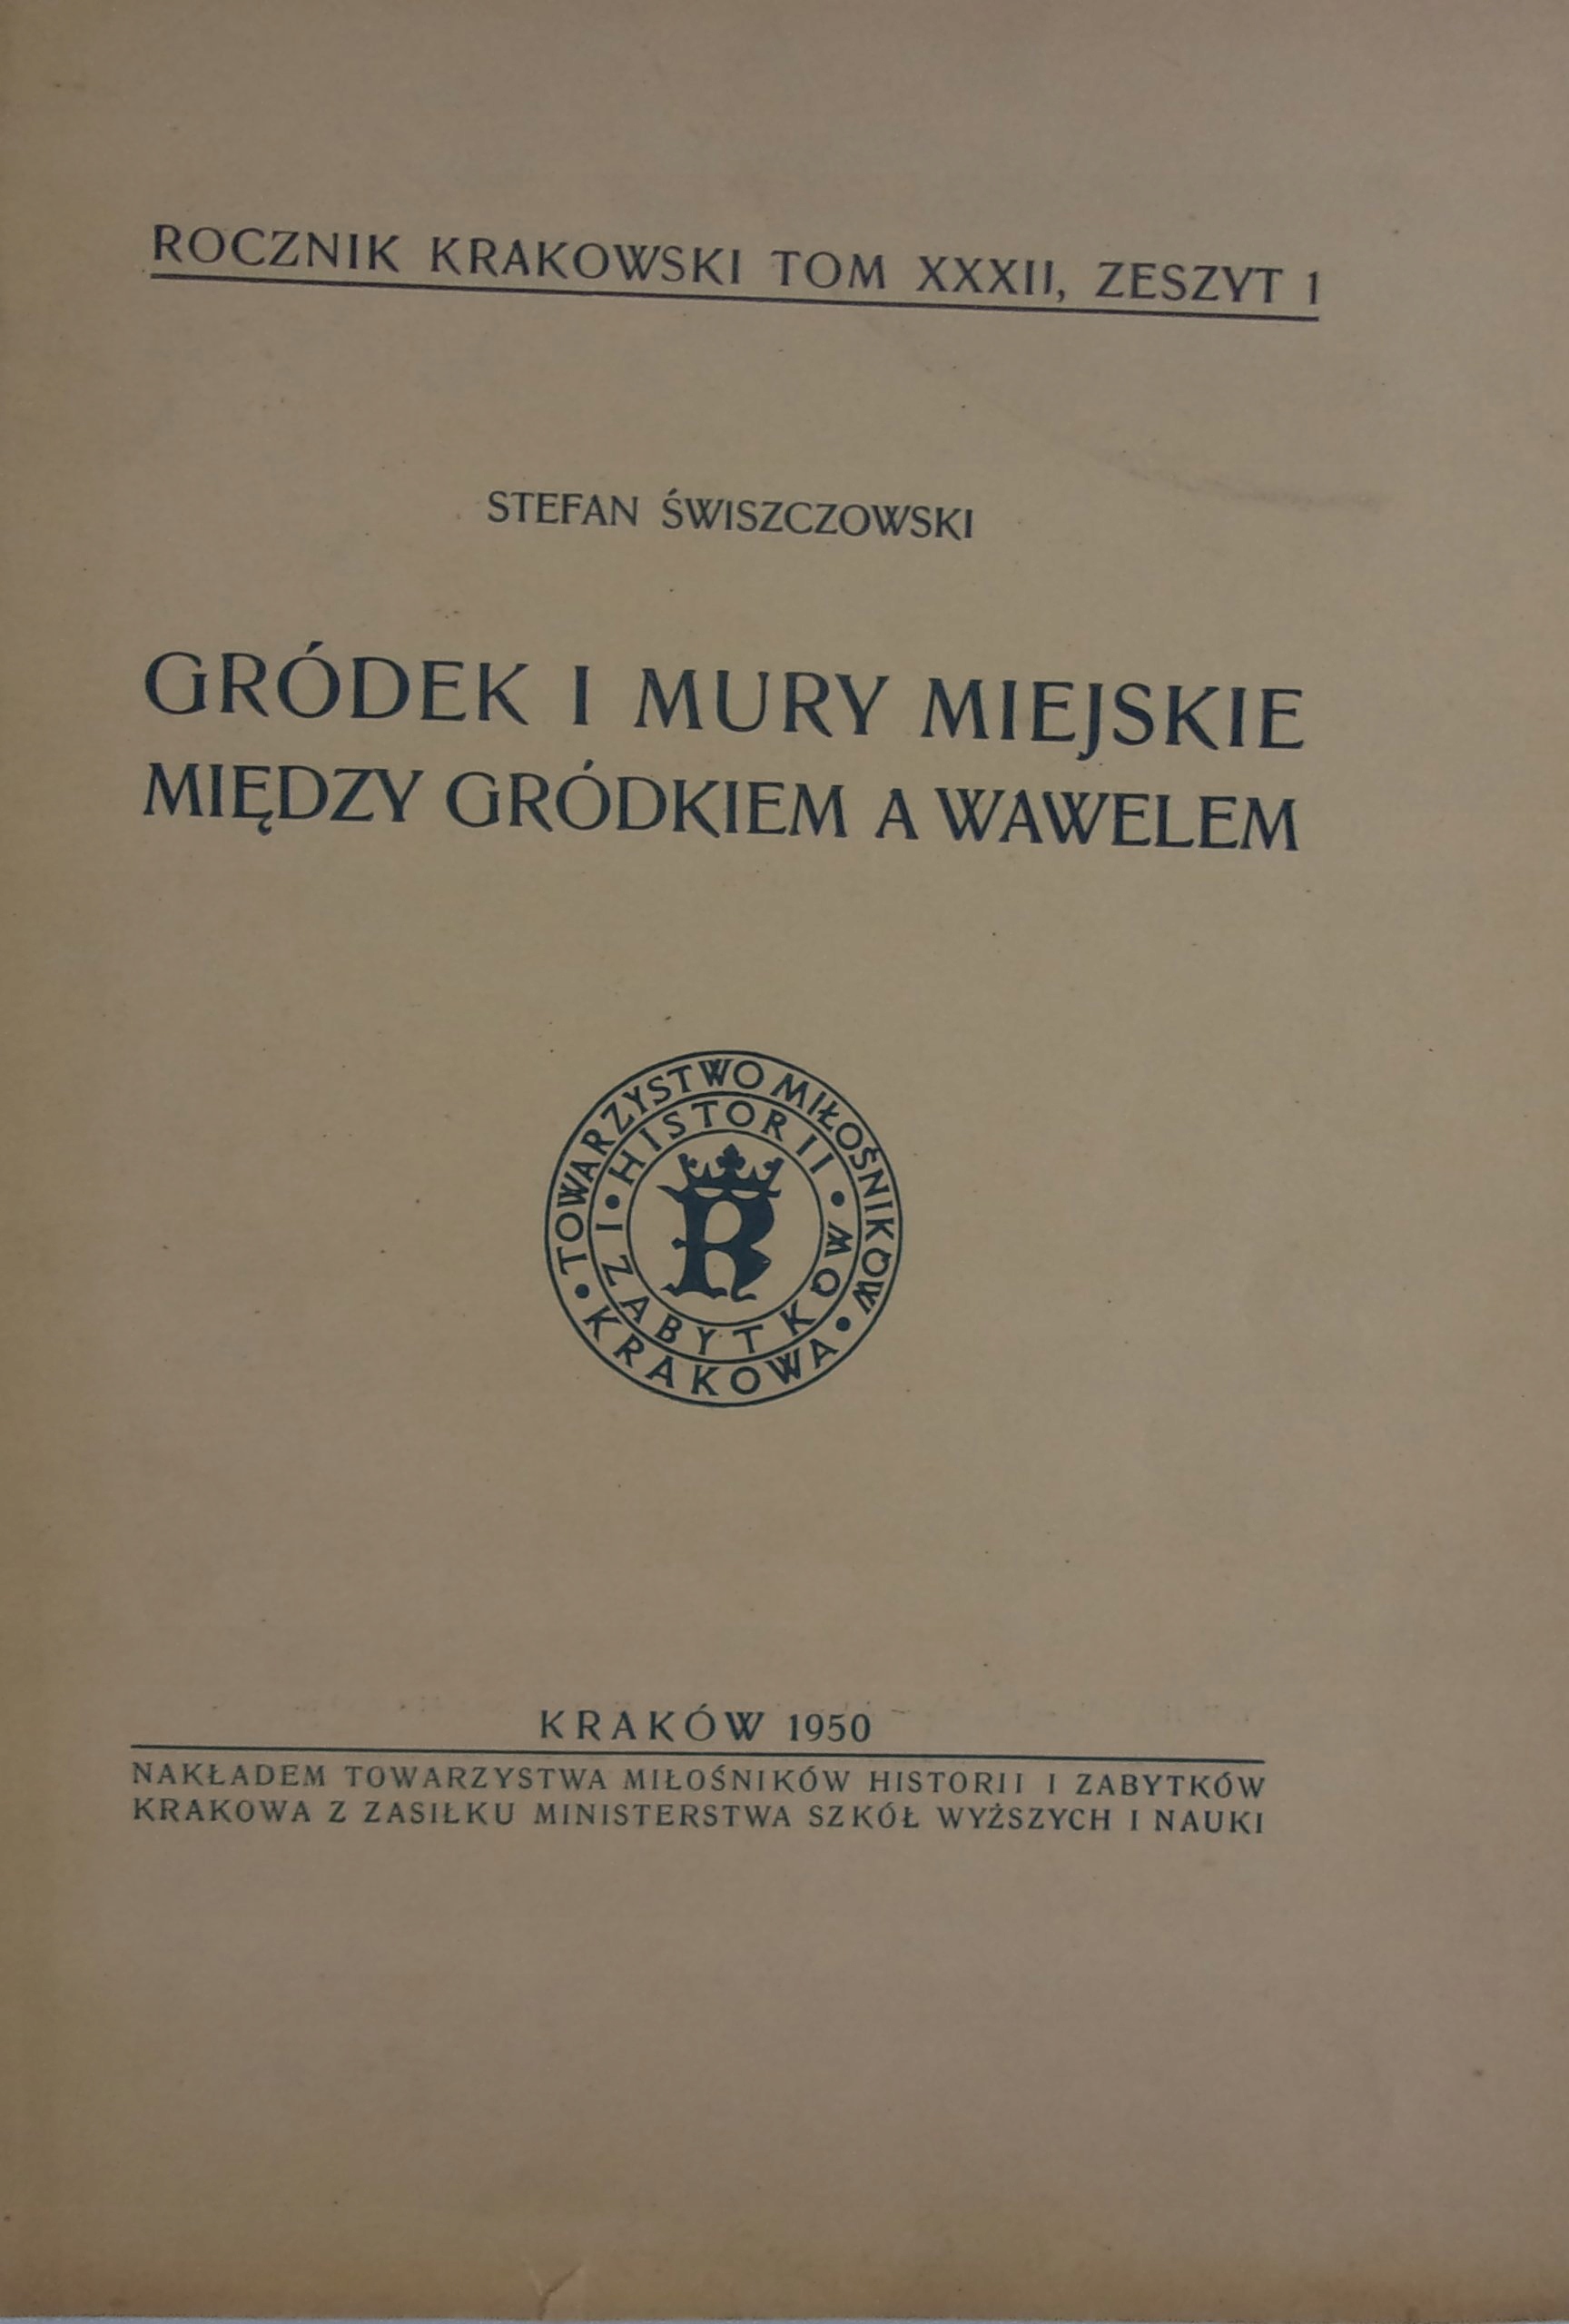 ROCZNIK KRAKOWSKI TOM XXXII, ZESZYT 1
STEFAN ŚWISZCZOWSKI
GRÓDEK I MURY MIEJSKIE
MIĘDZY GRÓDKIEM A WAWELEM
• TOWARZYSTWO MIŁOŚNIKÓW • KRAKOWA
• HISTORII • I ZABYTKÓW
R
KRAKÓW 1950
NAKŁADEM TOWARZYSTWA MIŁOŚNIKÓW HISTORII I ZABYTKÓW
KRAKOWA Z ZASIŁKU MINISTERSTWA SZKÓŁ WYŻSZYCH I NAUKI